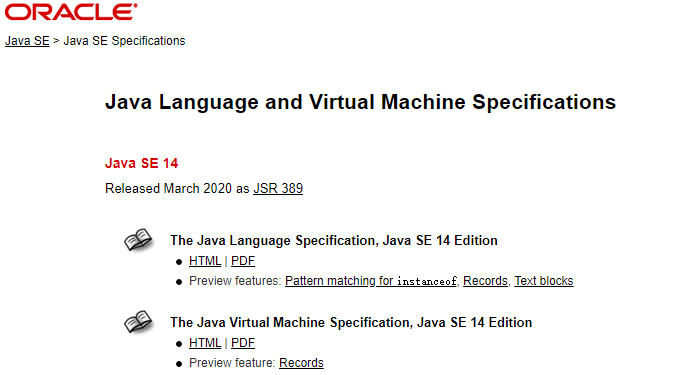 ORACLE
Java SE > Java SE Specifications
Java Language and Virtual Machine Specifications
Java SE 14
Released March 2020 as JSR 389
The Java Language Specification, Java SE 14 Edition
● HTML | PDF
● Preview features: Pattern matching for instanceof, Records, Text blocks
The Java Virtual Machine Specification, Java SE 14 Edition
● HTML | PDF
● Preview feature: Records